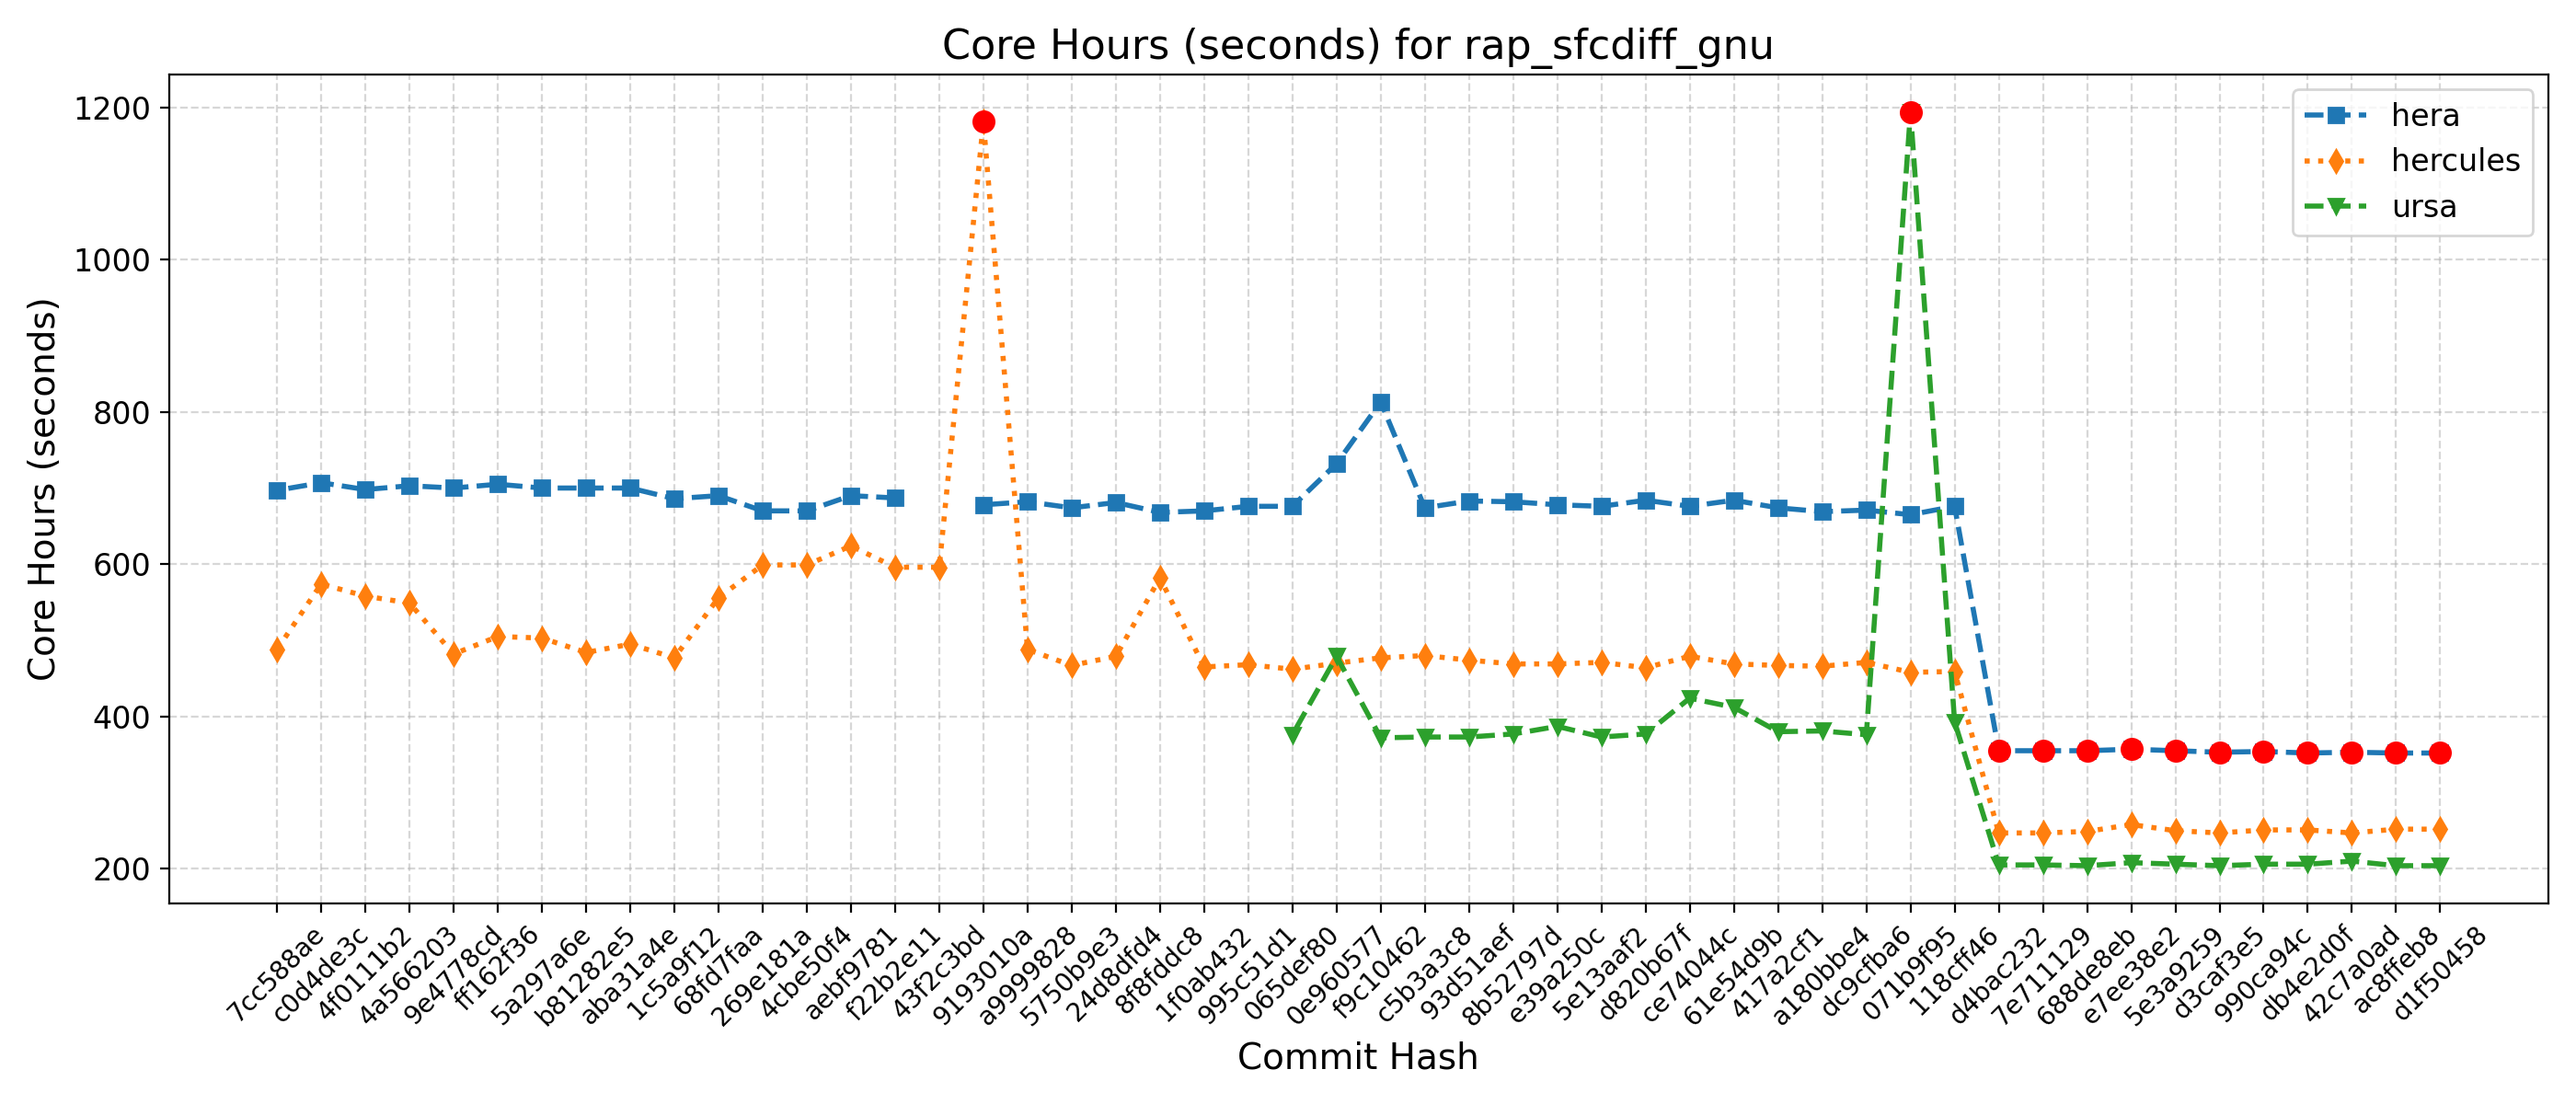 Core Hours (seconds) for rap_sfcdiff_gnu
Core Hours (seconds)
1200
1000
800
600
400
200
hera
hercules
ursa
7cc588ae
c0d4de3c
4f0111b2
4a566203
9e4778cd
ff162f36
5a297a6e
b81282e5
aba31a4e
1c5a9f12
68fd7faa
269e181a
4cbe50f4
aebf9781
f22b2e11
43f2c3bd
9193010a
a9999828
5750b9e3
24d8dfd4
8f8fddc8
1f0ab432
995c51d1
065def80
0e960577
f9c10462
c5b3a3c8
93d51aef
8b52797d
e39a250c
5e13aaf2
d820b67f
ce74044c
61e54d9b
417a2cf1
a180bbe4
dc9cfba6
071b9f95
118cff46
d4bac232
7e711129
688de8eb
e7ee38e2
5e3a9259
d3caf3e5
990ca94c
db4e2d0f
42c7a0ad
ac8ffeb8
d1f50458
Commit Hash